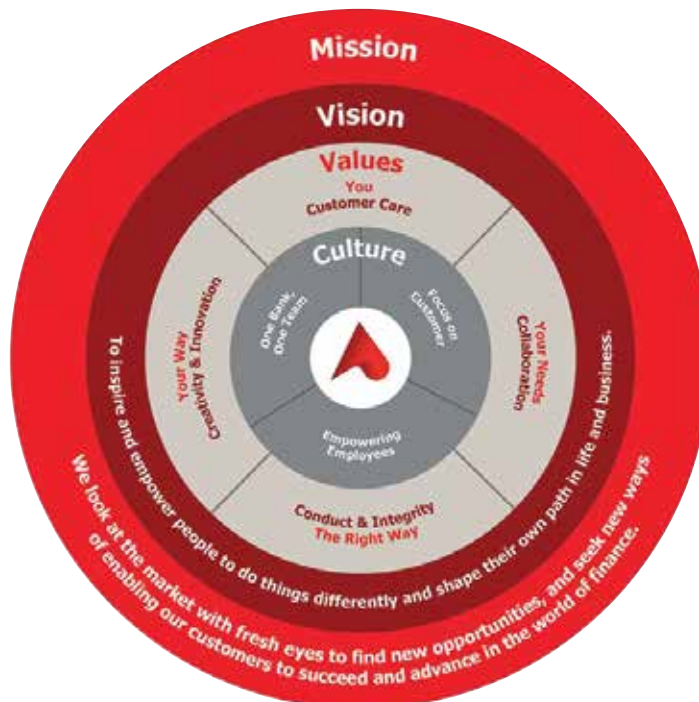 Mission
Vision
Values
You
Customer Care
Culture
One Bank,
One Team
Focus on
Customer
Empowering
Employees
Your Way
Creativity & Innovation
Your Needs
Collaboration
Conduct & Integrity
The Right Way
To inspire and empower people to do things differently and shape their own path in life and business.
We look at the market with fresh eyes to find new opportunities, and seek new ways
of enabling our customers to succeed and advance in the world of finance.